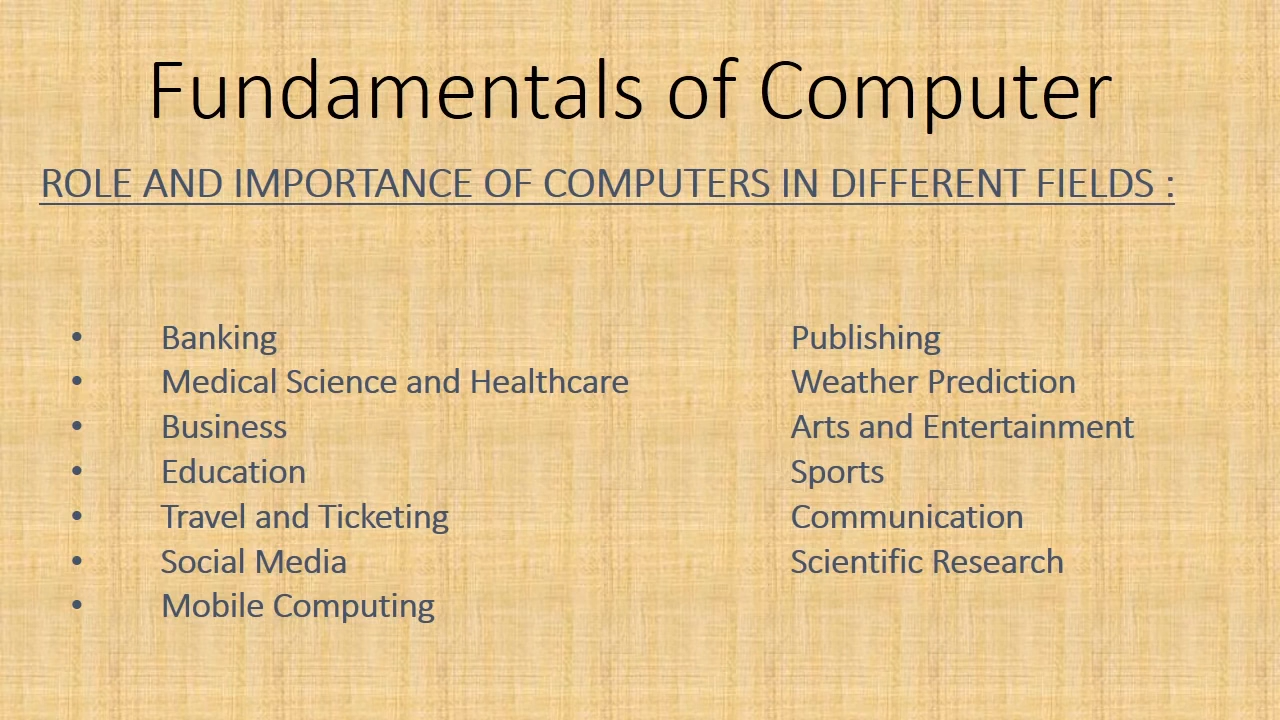 Fundamentals of Computer
ROLE AND IMPORTANCE OF COMPUTERS IN DIFFERENT FIELDS :
• Banking Publishing
• Medical Science and Healthcare Weather Prediction
• Business Arts and Entertainment
• Education Sports
• Travel and Ticketing Communication
• Social Media Scientific Research
• Mobile Computing